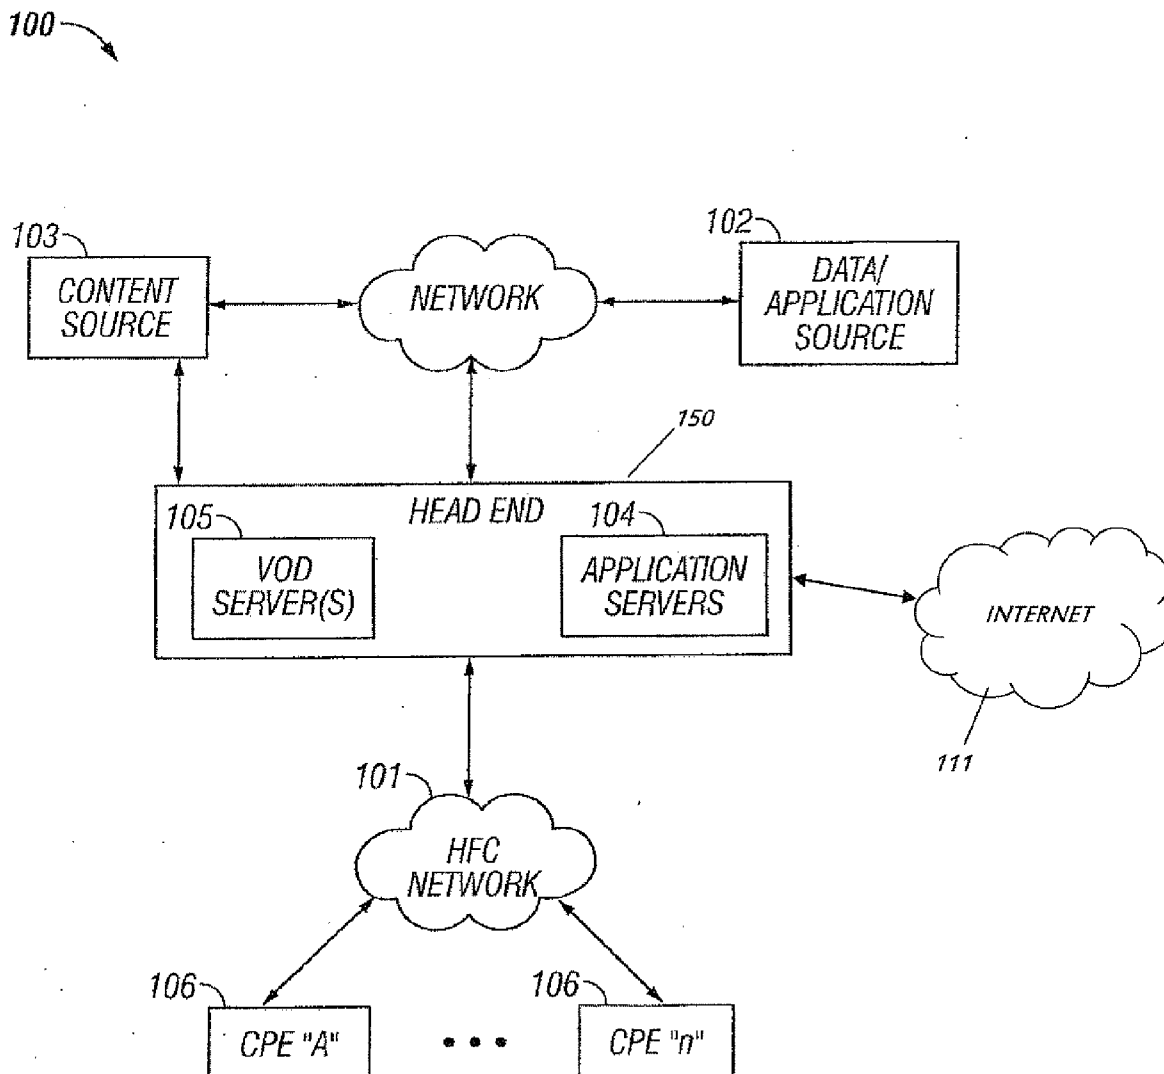 100
103
CONTENT
SOURCE
NETWORK
102
DATA/
APPLICATION
SOURCE
150
HEAD END
105
VOD
SERVER(S)
104
APPLICATION
SERVERS
INTERNET
111
101
HFC
NETWORK
106
CPE "A"
• • •
106
CPE "n"